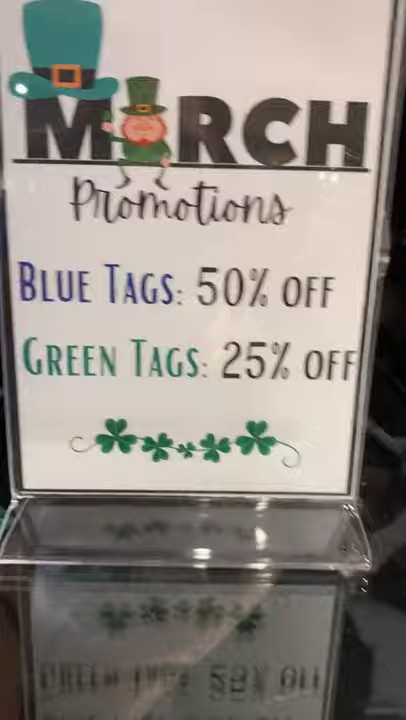 MARCH
Promotions
BLUE TAGS: 50% OFF
GREEN TAGS: 25% OFF